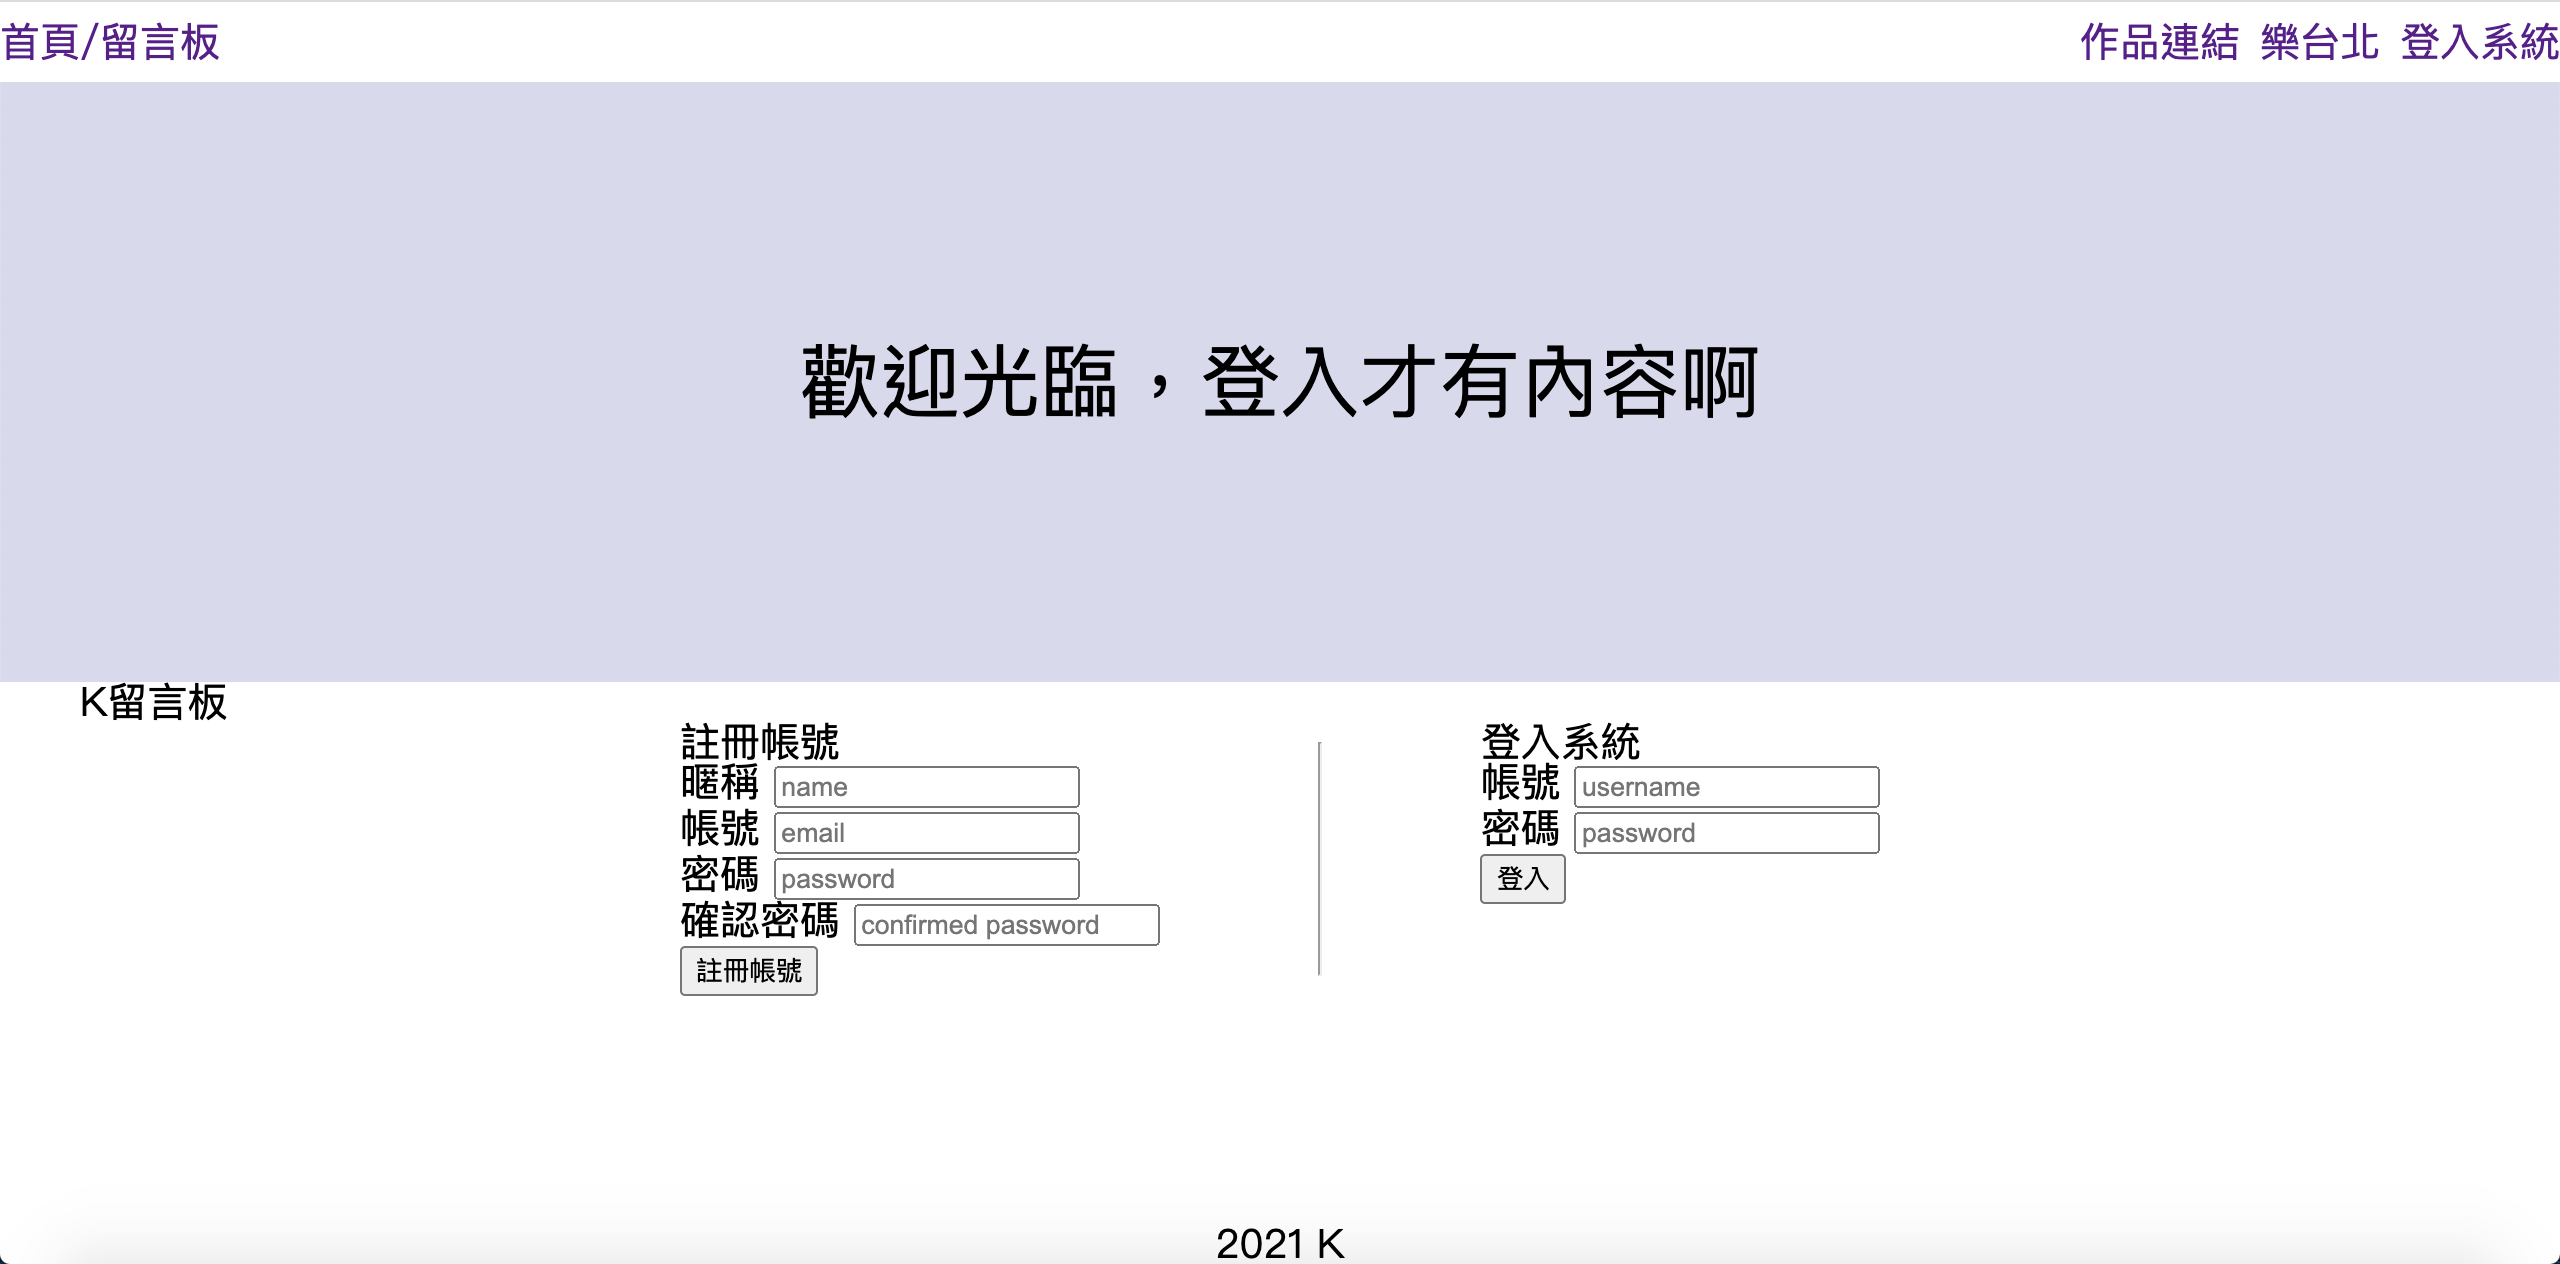 首頁/留言板
作品連結 樂台北 登入系統
歡迎光臨，登入才有內容啊
K留言板
註冊帳號
暱稱 name
帳號 email
密碼 password
確認密碼 confirmed password
註冊帳號
登入系統
帳號 username
密碼 password
登入
2021 K